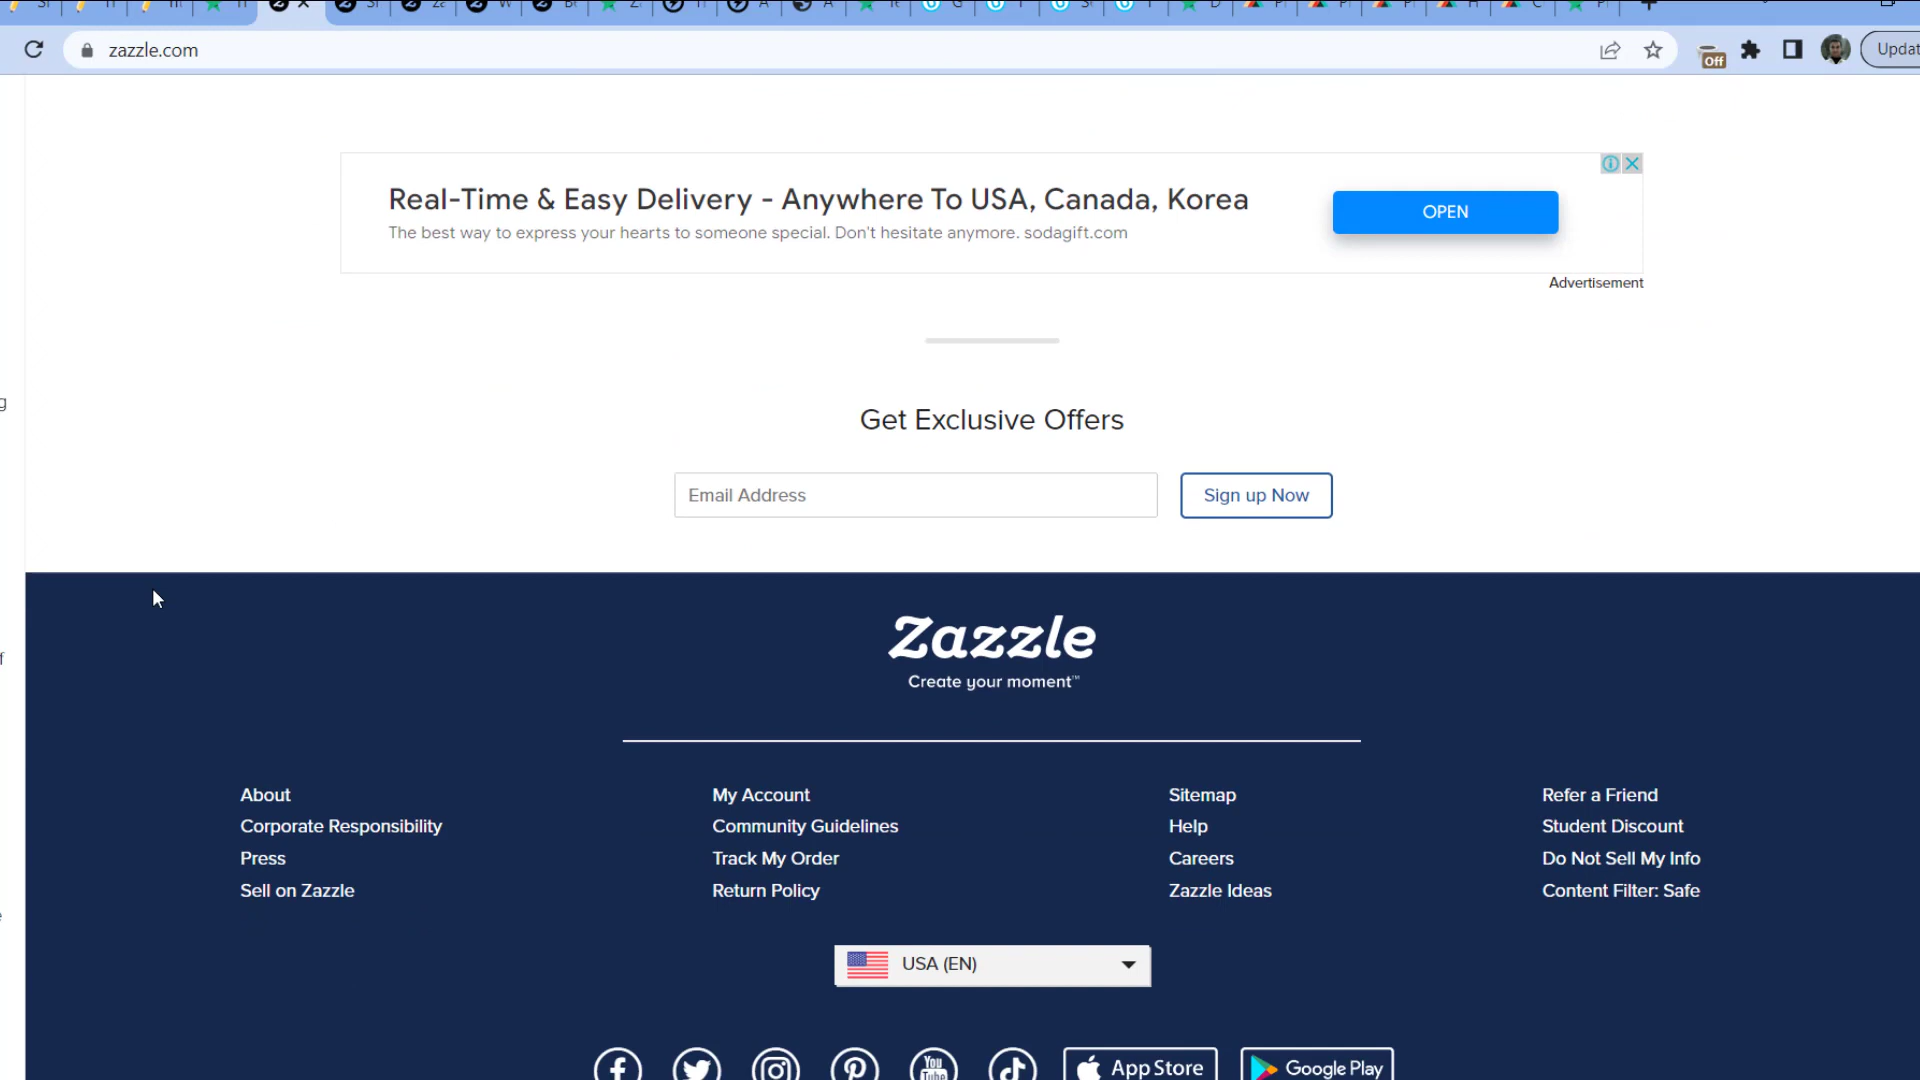 zazzle.com
Off
Updat
Real-Time & Easy Delivery - Anywhere To USA, Canada, Korea
The best way to express your hearts to someone special. Don't hesitate anymore. sodagift.com
OPEN
Advertisement
Get Exclusive Offers
Email Address
Sign up Now
Zazzle
Create your moment™
About
Corporate Responsibility
Press
Sell on Zazzle
My Account
Community Guidelines
Track My Order
Return Policy
Sitemap
Help
Careers
Zazzle Ideas
Refer a Friend
Student Discount
Do Not Sell My Info
Content Filter: Safe
USA (EN)
You Tube
App Store
Google Play